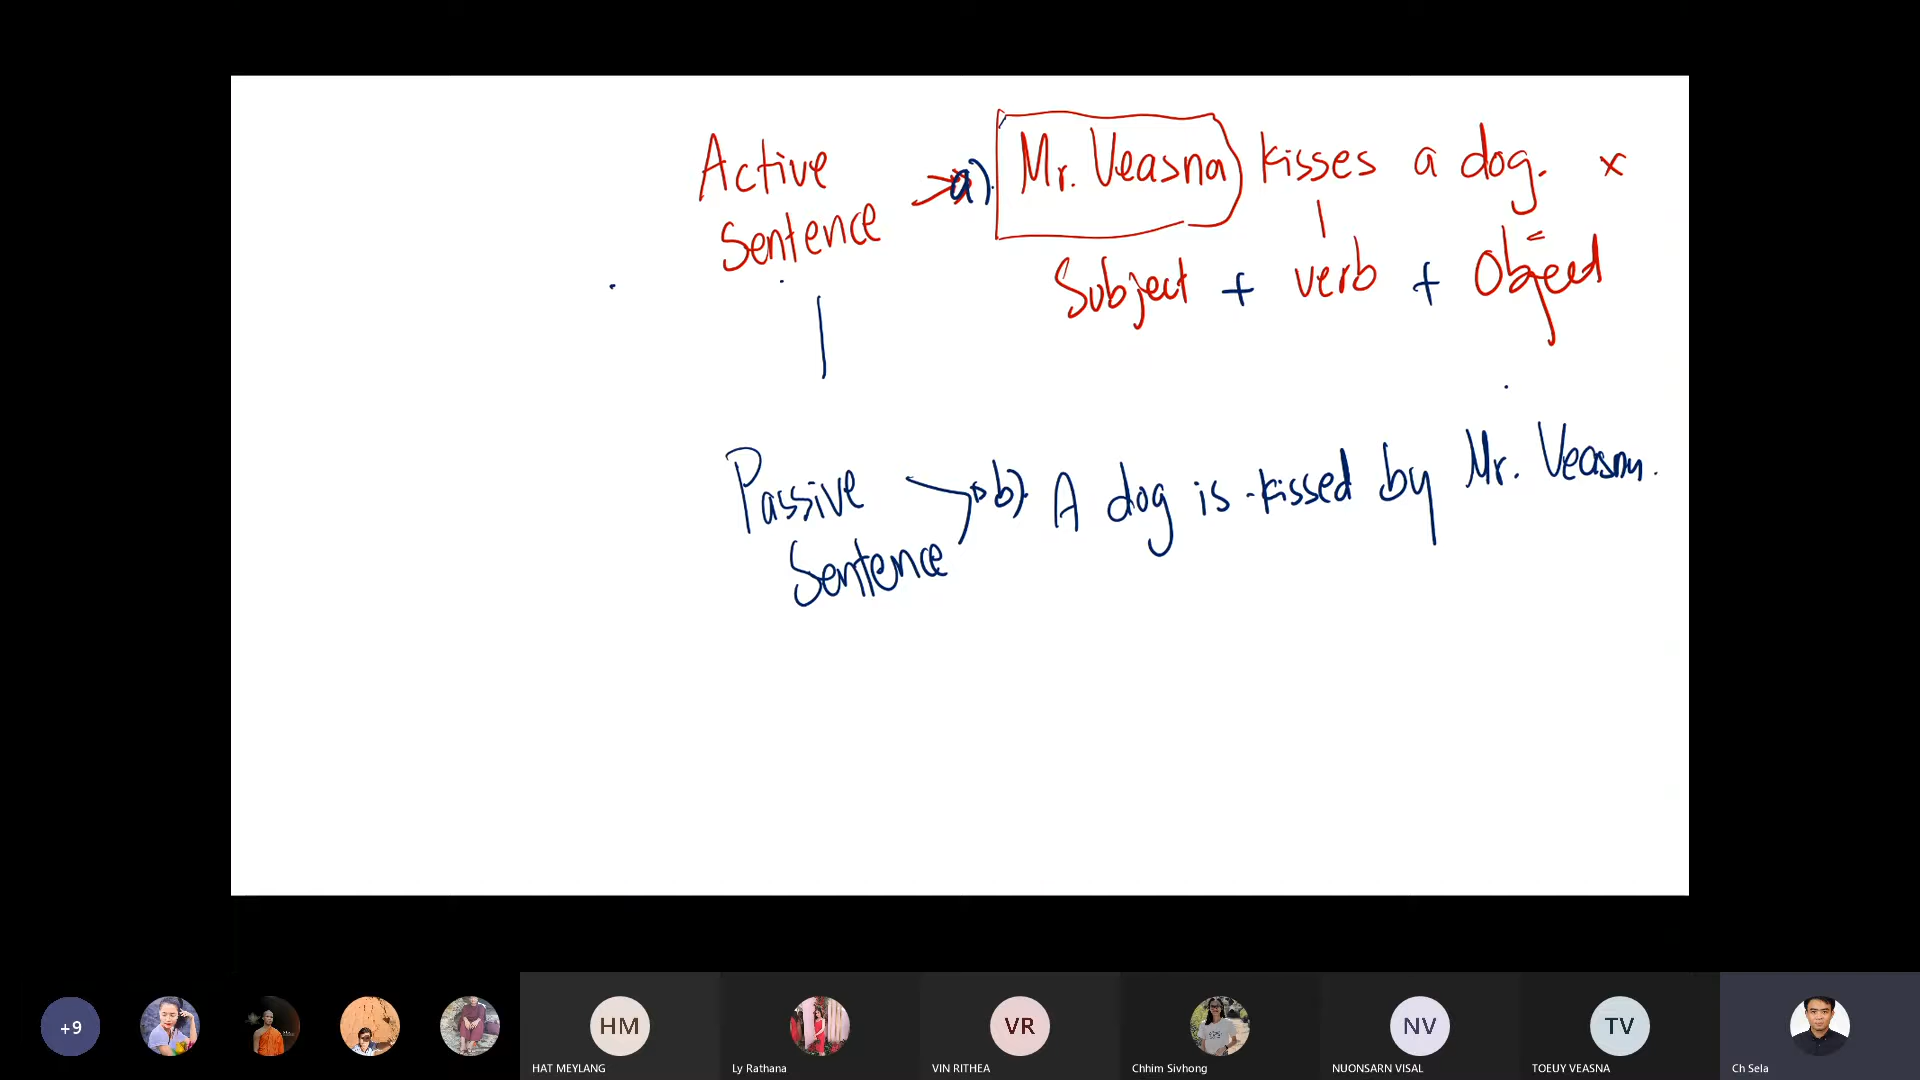 Active
Sentence
a). Mr. Veasna kisses a dog. x
Subject + verb + Object
Passive
Sentence
b). A dog is kissed by Mr. Veasna.
+9
HM
VR
NV
TV
HAT MEYLANG
Ly Rathana
VIN RITHEA
Chhim Sivhong
NUONSARN VISAL
TOEUY VEASNA
Ch Sela